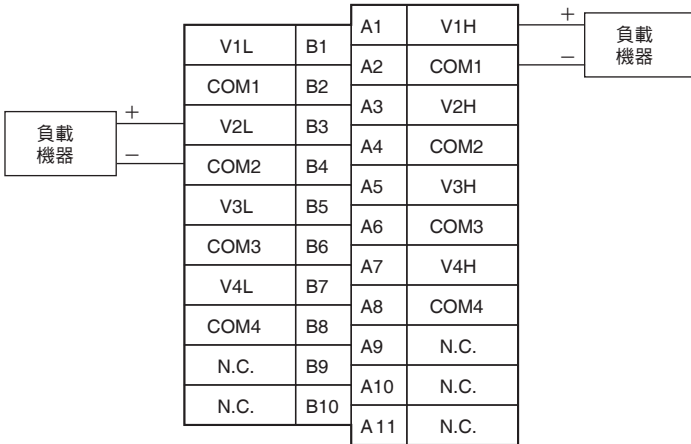 A1 V1H
+
負載
機器
V1L B1
A2 COM1
−
COM1 B2
A3 V2H
+
負載
機器
V2L B3
A4 COM2
−
COM2 B4
A5 V3H
V3L B5
A6 COM3
COM3 B6
A7 V4H
V4L B7
A8 COM4
COM4 B8
A9 N.C.
N.C. B9
A10 N.C.
N.C. B10
A11 N.C.